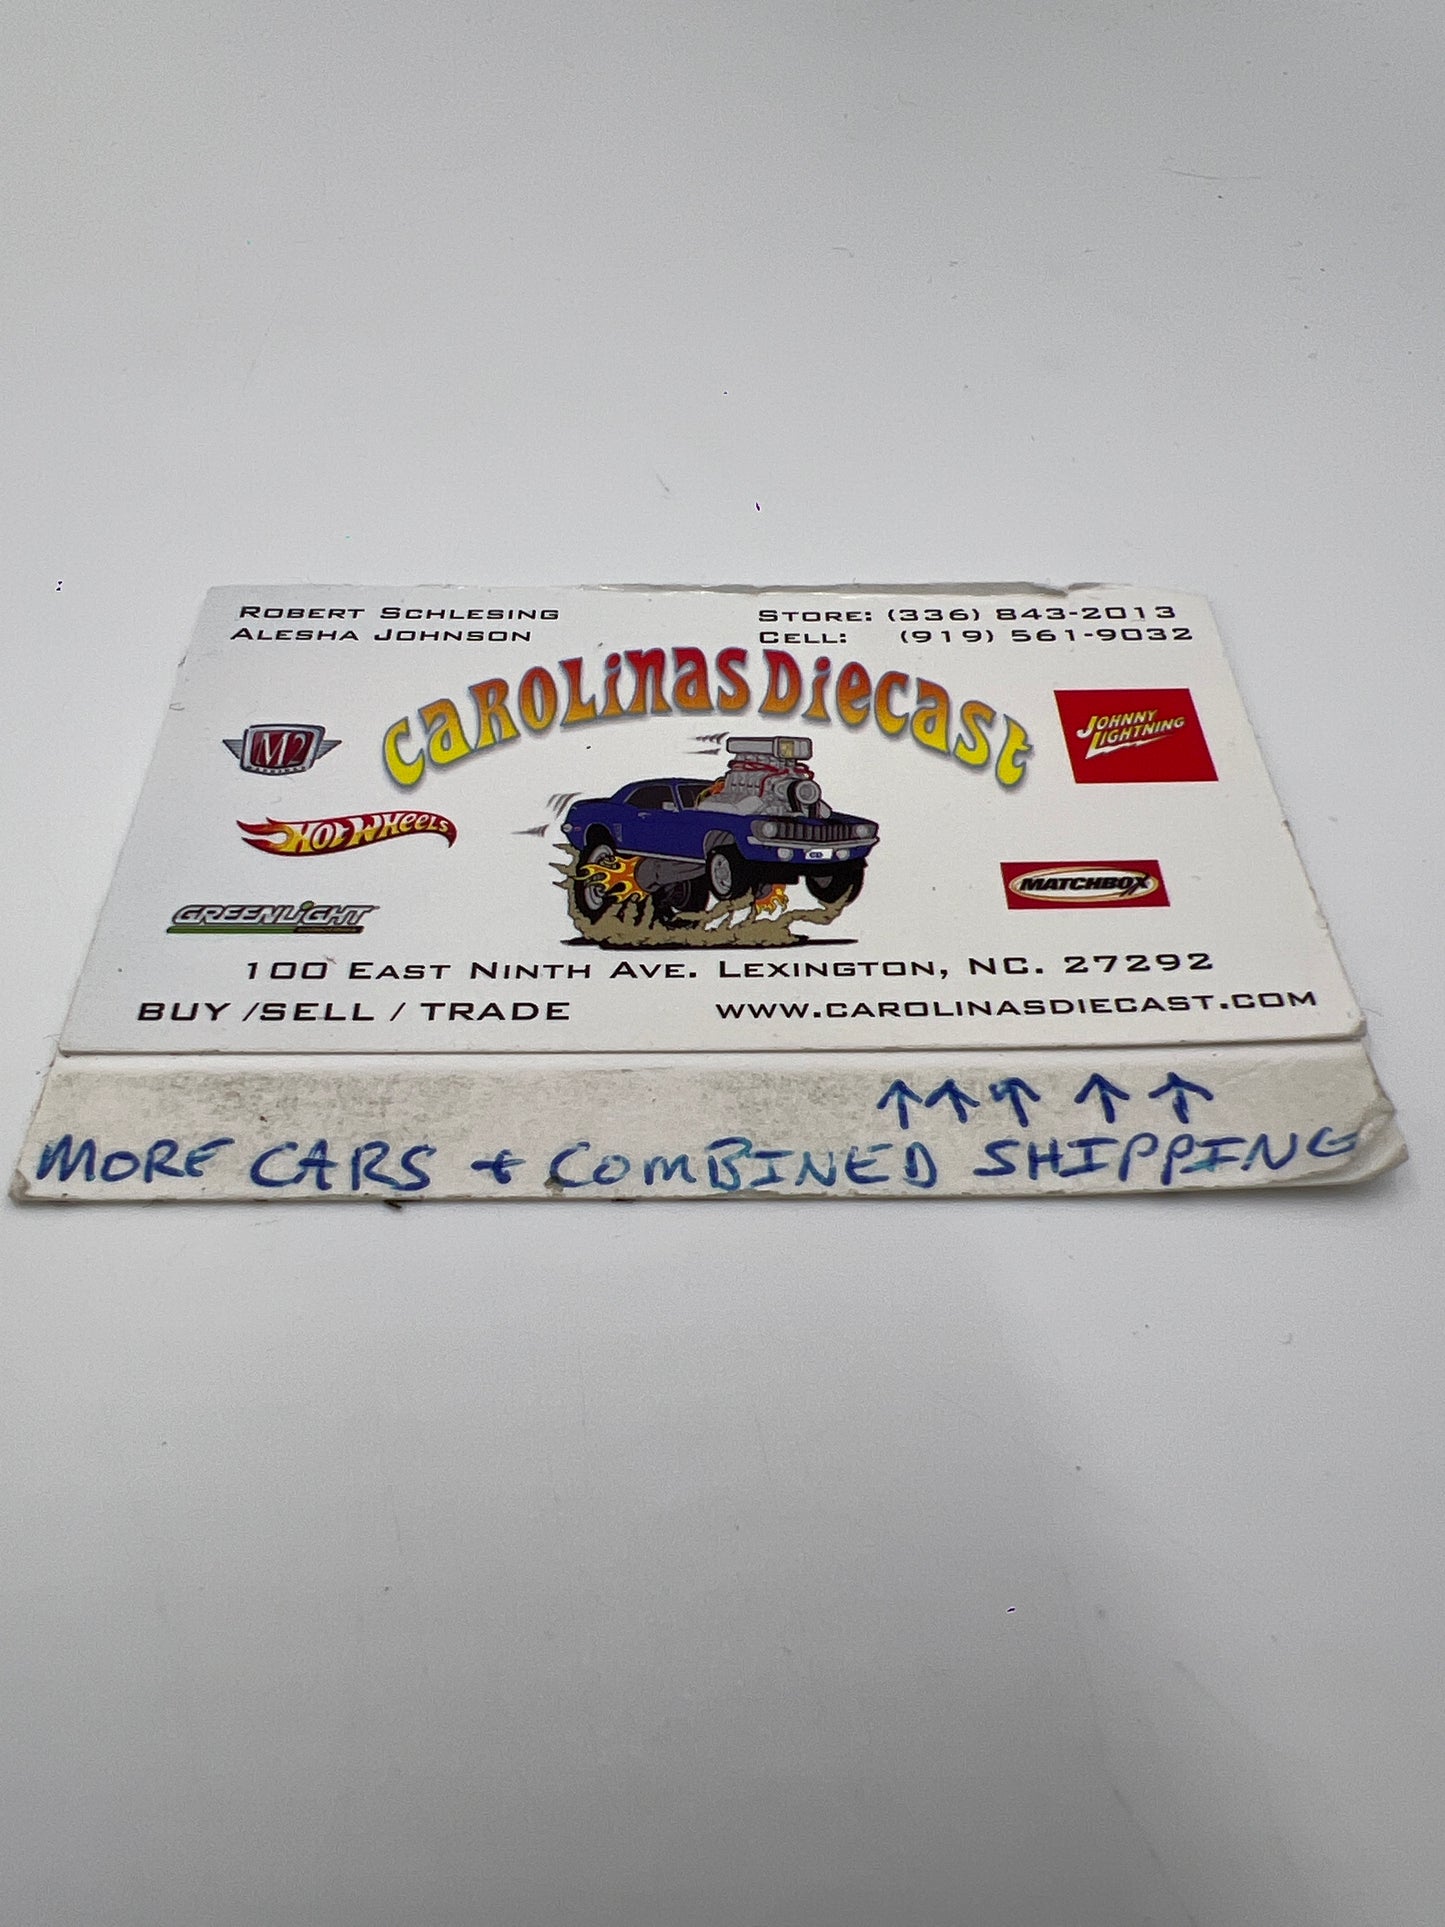 Robert Schlesing
Alesha Johnson
Store: (336) 843-2013
Cell: (919) 561-9032
Carolinas Diecast
M2
Johnny Lightning
Hot Wheels
Matchbox
GREENLIGHT
100 East Ninth Ave. Lexington, NC. 27292
BUY /SELL / TRADE
www.carolinasdiecast.com
MORE CARS + COMBINED SHIPPING